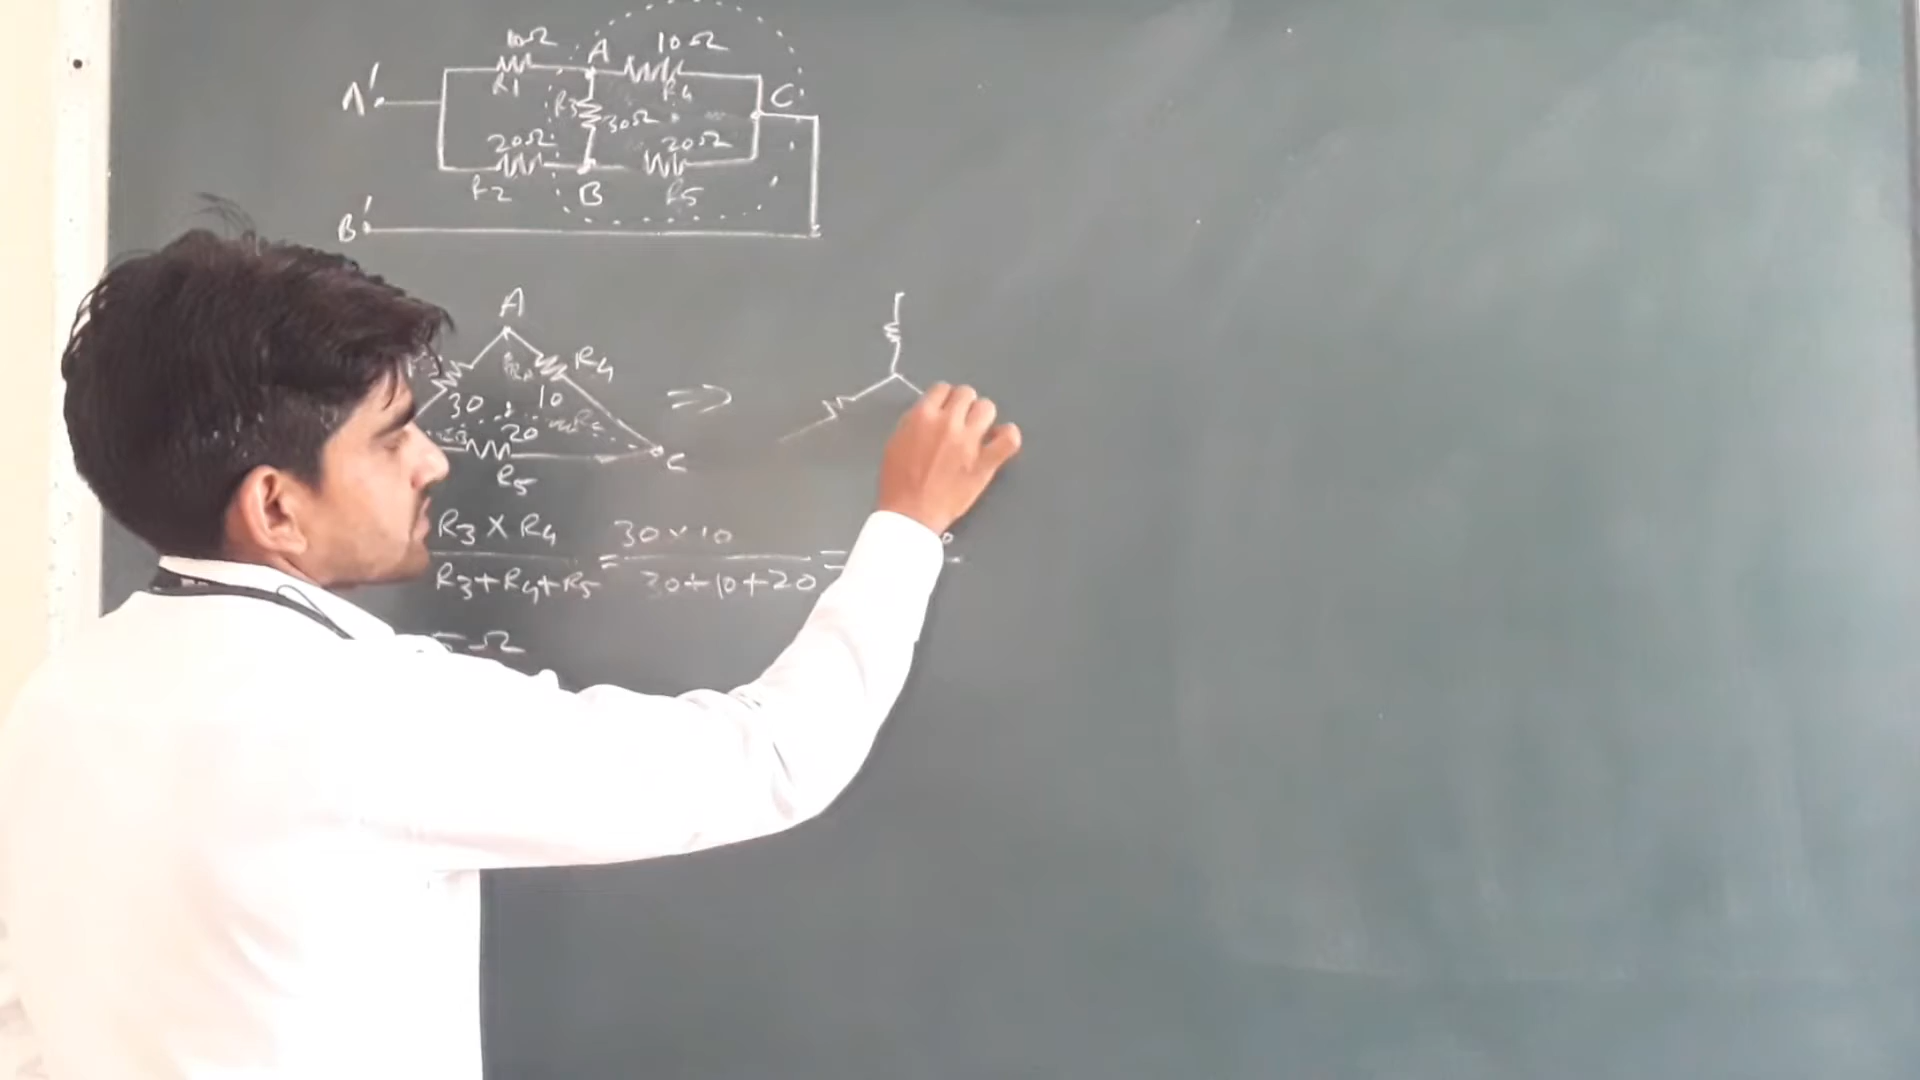 10Ω A 10Ω
A' R1 R4 C
R3 30Ω
20Ω 20Ω
R2 B R5
B'
A
R4
30 10
20
C
R5
R3 × R4 = 30×10 =
R3+R4+R5 30+10+20
Ω